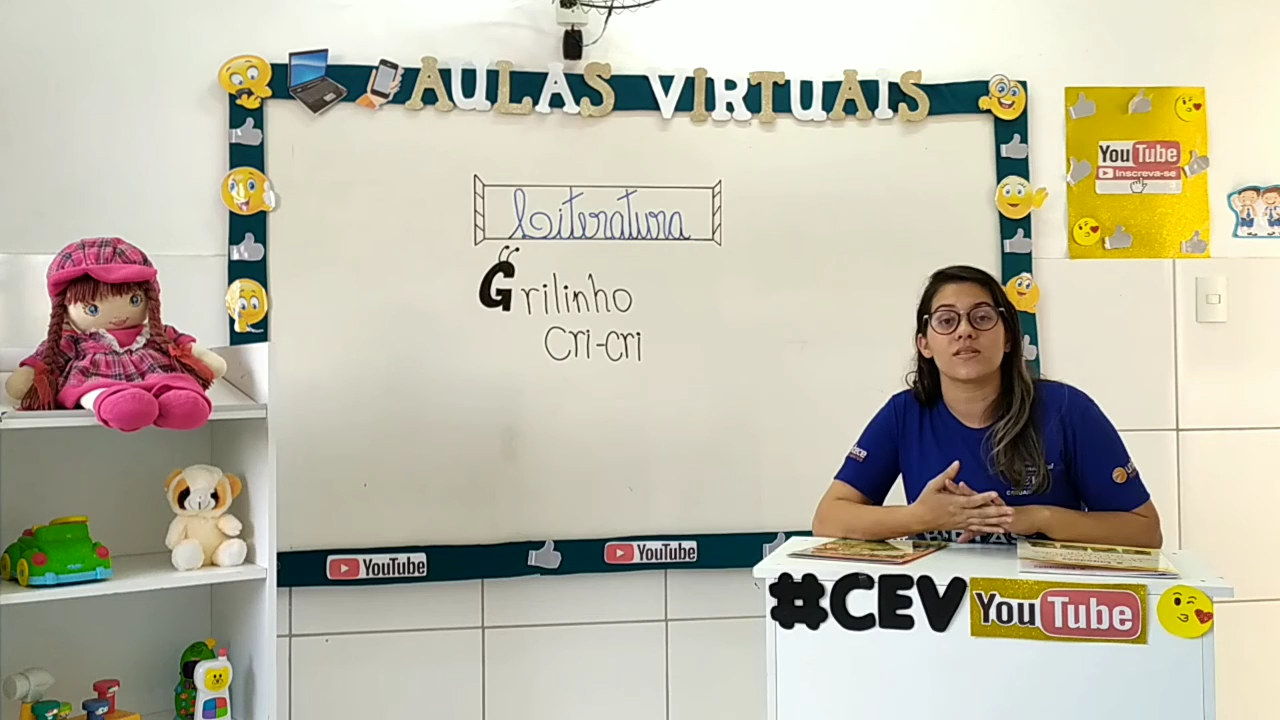 AULAS VIRTUAIS
YouTube
Inscreva-se
Literatura
Grilinho
Cri-cri
YouTube
YouTube
#CEV
YouTube